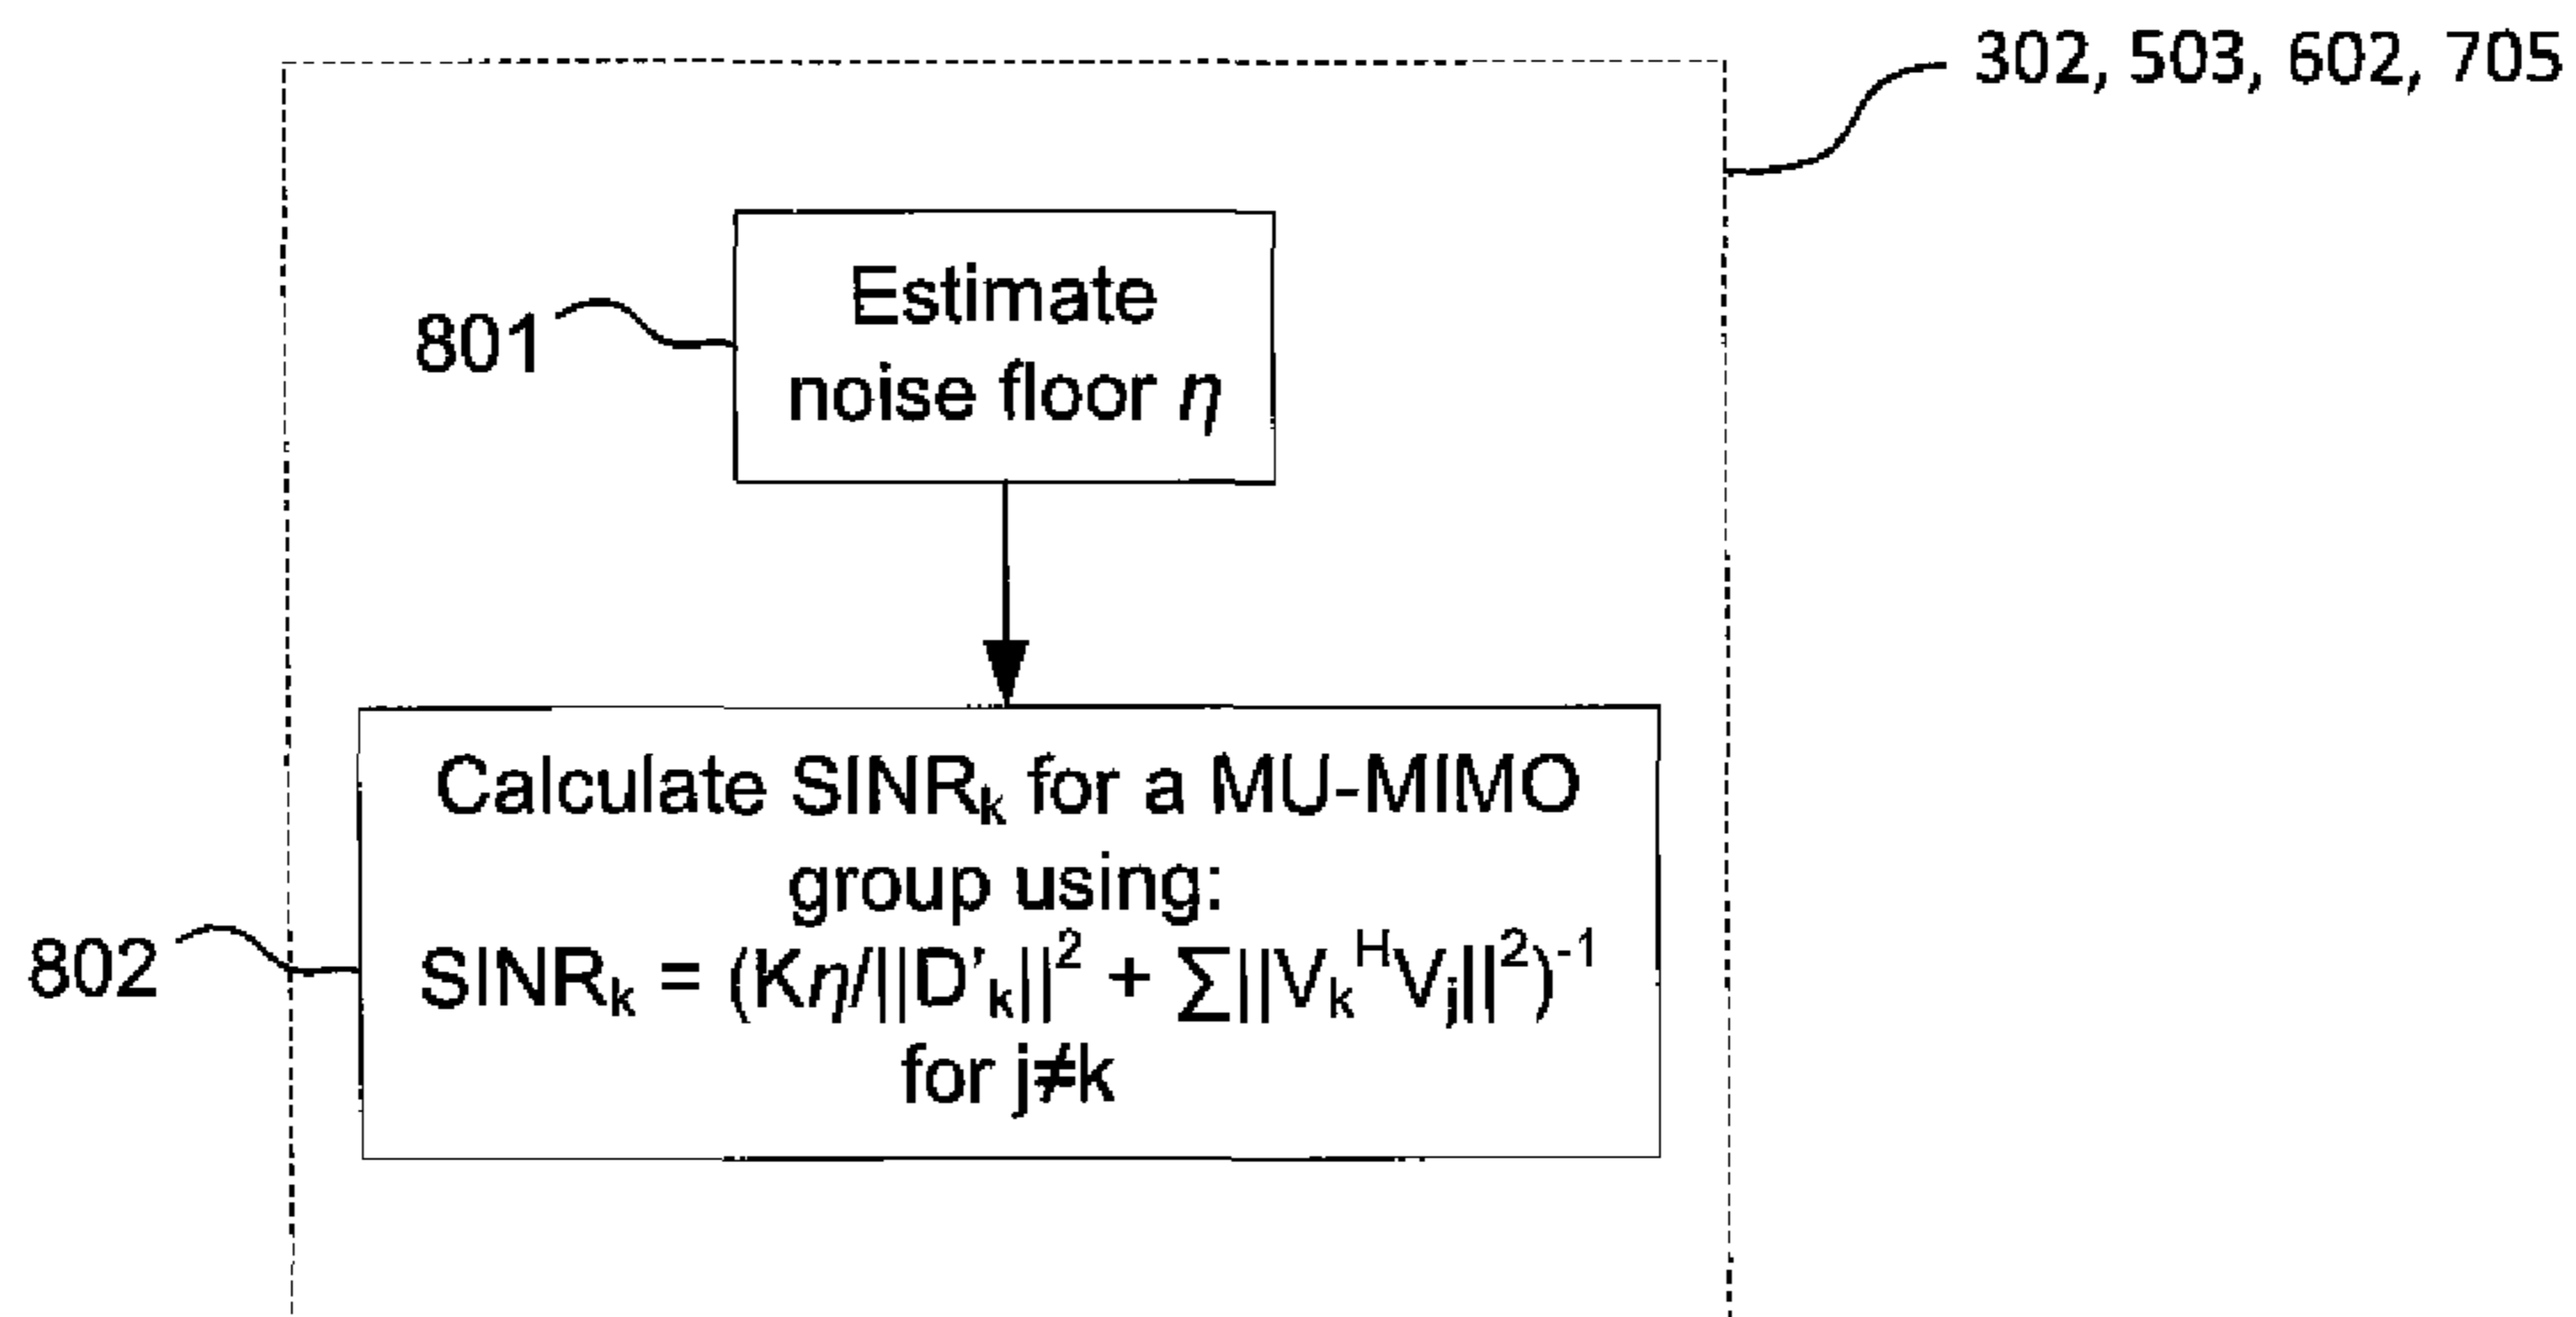 302, 503, 602, 705
801
Estimate
noise floor η
802
Calculate SINRₖ for a MU-MIMO
group using:
SINRₖ = (Kη/||D'ₖ||² + ∑||VₖᴴVⱼ||²)⁻¹
for j≠k